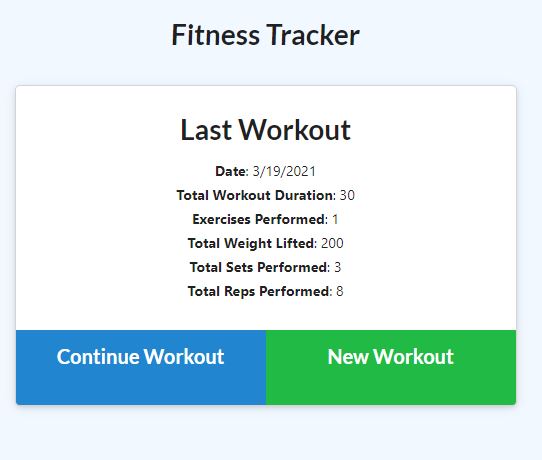 Fitness Tracker
Last Workout
Date: 3/19/2021
Total Workout Duration: 30
Exercises Performed: 1
Total Weight Lifted: 200
Total Sets Performed: 3
Total Reps Performed: 8
Continue Workout
New Workout